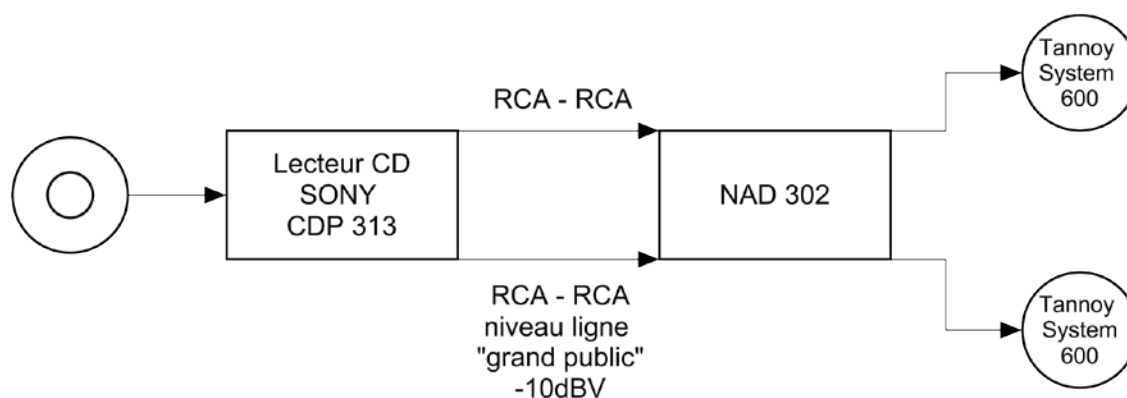 RCA - RCA
Lecteur CD
SONY
CDP 313
NAD 302
Tannoy
System
600
RCA - RCA
niveau ligne
"grand public"
-10dBV
Tannoy
System
600